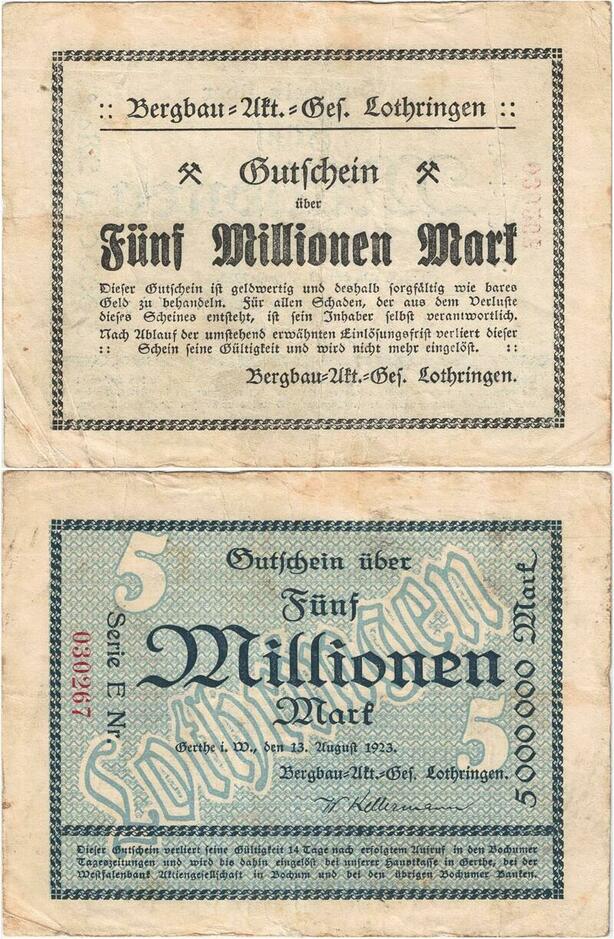 :: Bergbau=Akt.=Ges. Lothringen ::
Gutschein
über
Fünf Millionen Mark
Dieser Gutschein ist geldwertig und deshalb sorgfältig wie bares
Geld zu behandeln. Für allen Schaden, der aus dem Verluste
dieses Scheines entsteht, ist sein Inhaber selbst verantwortlich.
Nach Ablauf der umstehend erwähnten Einlösungsfrist verliert dieser
:: Schein seine Gültigkeit und wird nicht mehr eingelöst. ::
Bergbau=Akt.=Ges. Lothringen.
5
Gutschein über
Fünf
Millionen
Mark
Lothringen
Serie E Nr.
030267
5000000 Mark
5
Gerthe i. W., den 13. August 1923.
Bergbau=Akt.=Ges. Lothringen.
W Kellermann
Dieser Gutschein verliert seine Gültigkeit 14 Tage nach erfolgtem Aufruf in den Bochumer
Tageszeitungen und wird bis dahin eingelöst bei unserer Hauptkasse in Gerthe, bei der
Westfalenbank Aktiengesellschaft in Bochum und bei den übrigen Bochumer Banken.